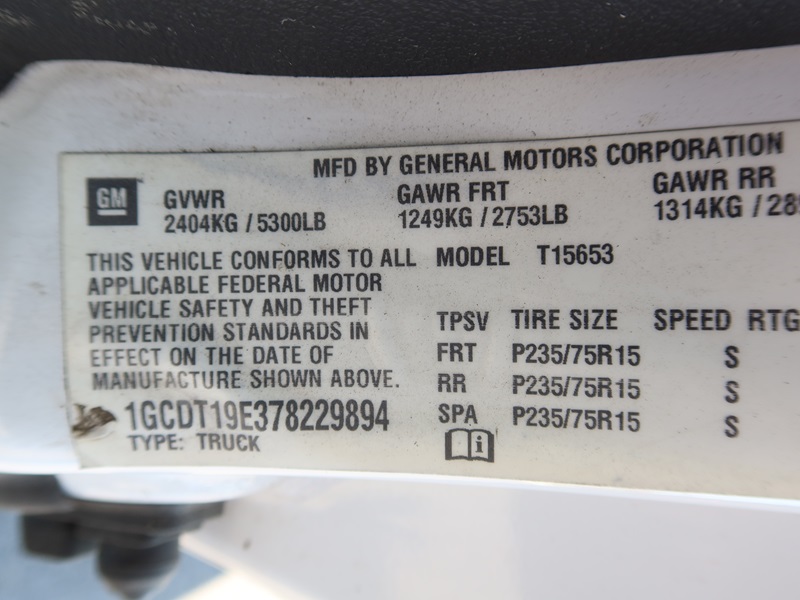 MFD BY GENERAL MOTORS CORPORATION
GM
GVWR GAWR FRT GAWR RR
2404KG / 5300LB 1249KG / 2753LB 1314KG /
THIS VEHICLE CONFORMS TO ALL MODEL T15653
APPLICABLE FEDERAL MOTOR
VEHICLE SAFETY AND THEFT
PREVENTION STANDARDS IN
EFFECT ON THE DATE OF
MANUFACTURE SHOWN ABOVE.
TPSV TIRE SIZE SPEED RTG
FRT P235/75R15 S
RR P235/75R15 S
SPA P235/75R15 S
1GCDT19E378229894
TYPE: TRUCK
i